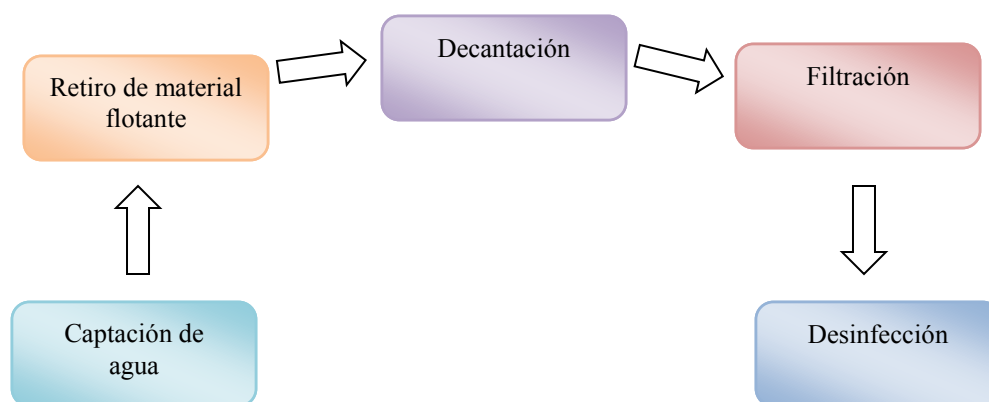 Captación de
agua
Retiro de material
flotante
Decantación
Filtración
Desinfección